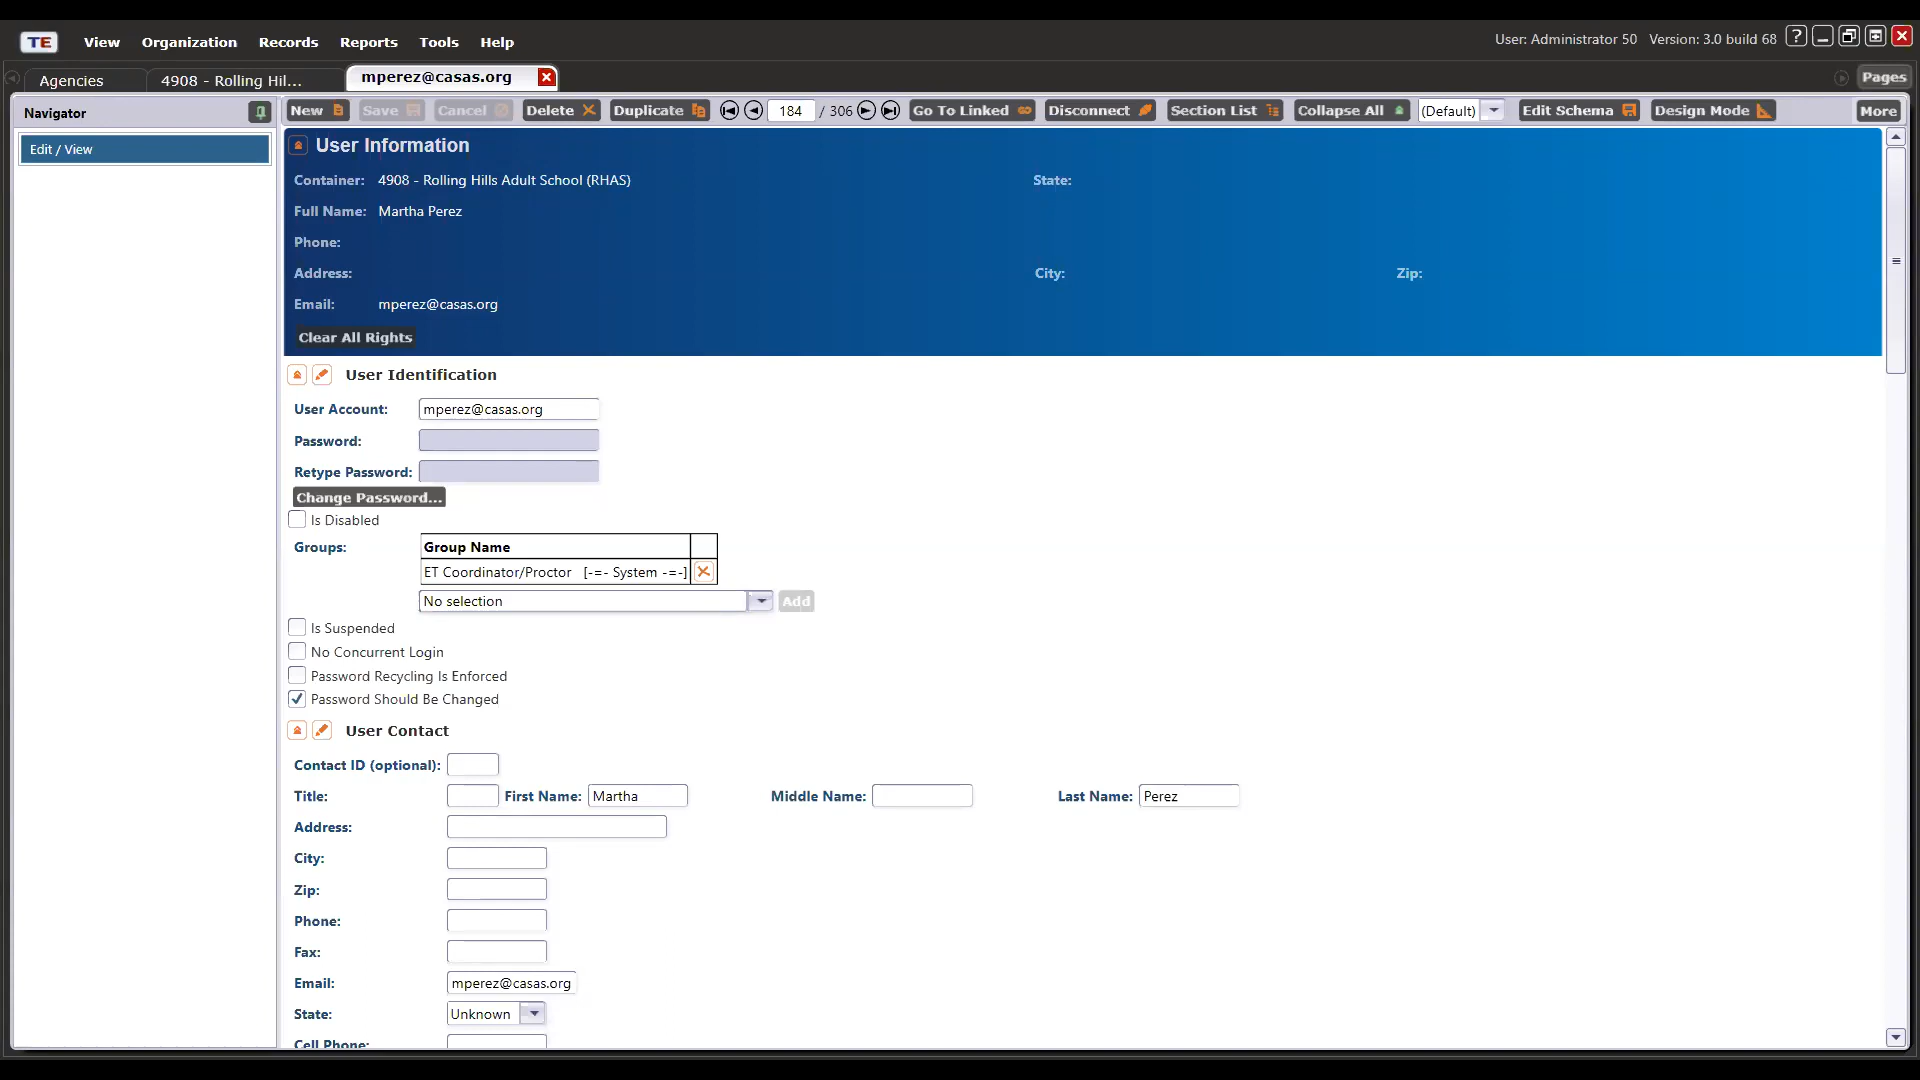 TE View Organization Records Reports Tools Help User: Administrator 50 Version: 3.0 build 68 ?
Agencies 4908 - Rolling Hil... mperez@casas.org Pages
Navigator New Save Cancel Delete Duplicate 184 / 306 Go To Linked Disconnect Section List Collapse All (Default) Edit Schema Design Mode More
Edit / View
User Information
Container: 4908 - Rolling Hills Adult School (RHAS) State:
Full Name: Martha Perez
Phone:
Address: City: Zip:
Email: mperez@casas.org
Clear All Rights
User Identification
User Account: mperez@casas.org
Password:
Retype Password:
Change Password...
Is Disabled
Groups: Group Name
ET Coordinator/Proctor [-=- System -=-]
No selection Add
Is Suspended
No Concurrent Login
Password Recycling Is Enforced
Password Should Be Changed
User Contact
Contact ID (optional):
Title: First Name: Martha Middle Name: Last Name: Perez
Address:
City:
Zip:
Phone:
Fax:
Email: mperez@casas.org
State: Unknown
Cell Phone: